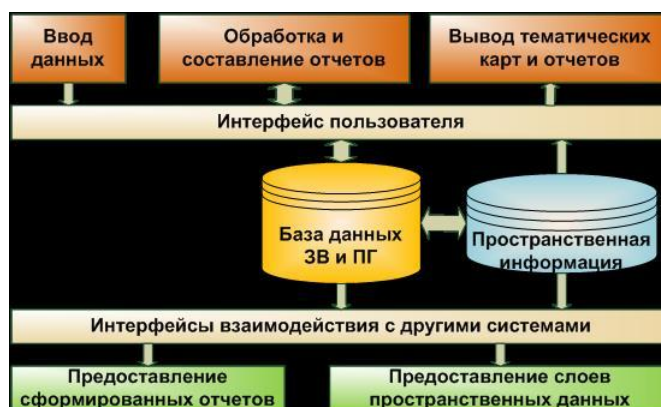 Ввод
данных
Обработка и
составление отчетов
Вывод тематических
карт и отчетов
Интерфейс пользователя
База данных
ЗВ и ПГ
Пространственная
информация
Интерфейсы взаимодействия с другими системами
Предоставление
сформированных отчетов
Предоставление слоев
пространственных данных